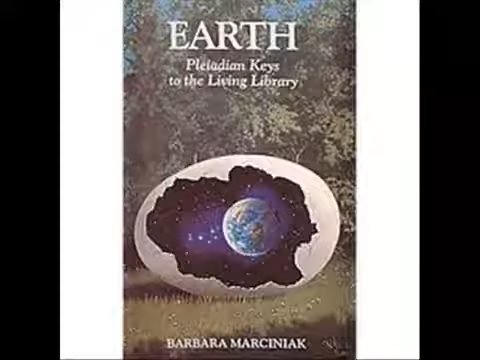 EARTH
Pleiadian Keys
to the Living Library
BARBARA MARCINIAK